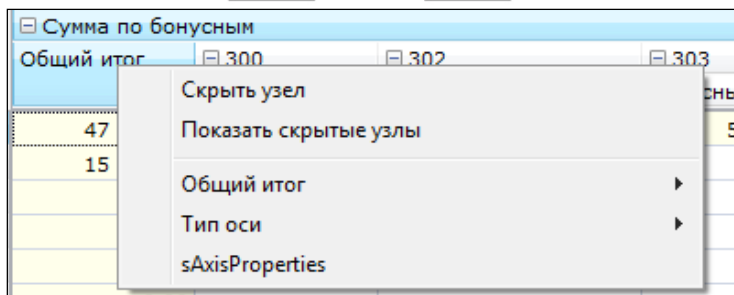 Сумма по бонусным
Общий итог 300 302 303
Скрыть узел
47 Показать скрытые узлы 5
15
Общий итог
Тип оси
sAxisProperties